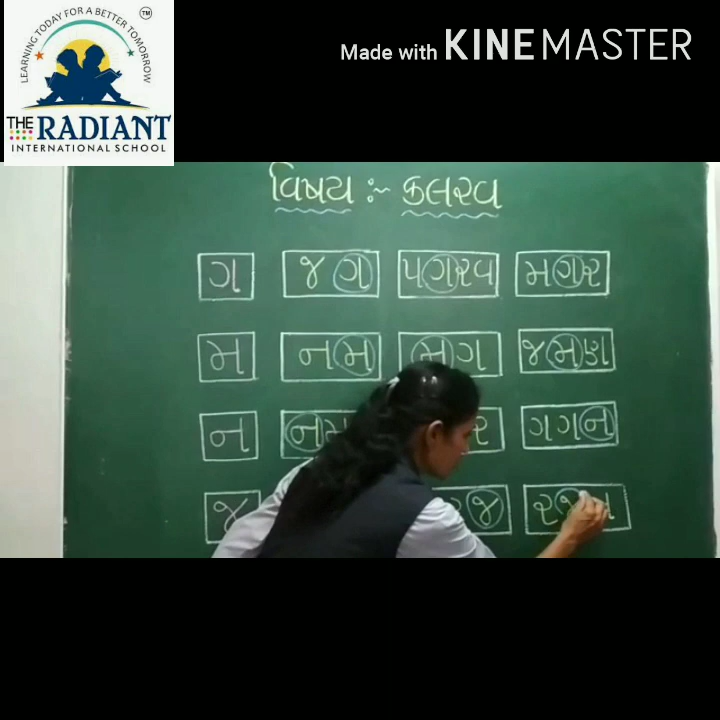 LEARNING TODAY FOR A BETTER TOMORROW
TM
THE RADIANT
INTERNATIONAL SCHOOL
Made with KINEMASTER
વિષય :~ કલરવ
ગ જગ પગરવ મગર
મ નમ મગ જમણ
ન ગગન
જ